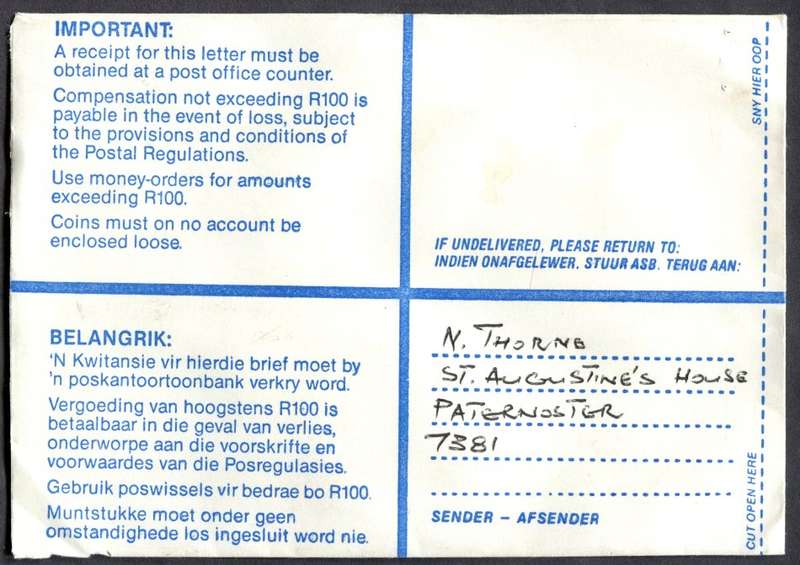 IMPORTANT:
A receipt for this letter must be
obtained at a post office counter.
Compensation not exceeding R100 is
payable in the event of loss, subject
to the provisions and conditions of
the Postal Regulations.
Use money-orders for amounts
exceeding R100.
Coins must on no account be
enclosed loose.
SNY HIER OOP
IF UNDELIVERED, PLEASE RETURN TO:
INDIEN ONAFGELEWER, STUUR ASB. TERUG AAN:
BELANGRIK:
'N Kwitansie vir hierdie brief moet by
'n poskantoortoonbank verkry word.
Vergoeding van hoogstens R100 is
betaalbaar in die geval van verlies,
onderworpe aan die voorskrifte en
voorwaardes van die Posregulasies.
Gebruik poswissels vir bedrae bo R100.
Muntstukke moet onder geen
omstandighede los ingesluit word nie.
N. THORNE
ST. AUGUSTINE'S HOUSE
PATERNOSTER
7381
SENDER – AFSENDER
CUT OPEN HERE